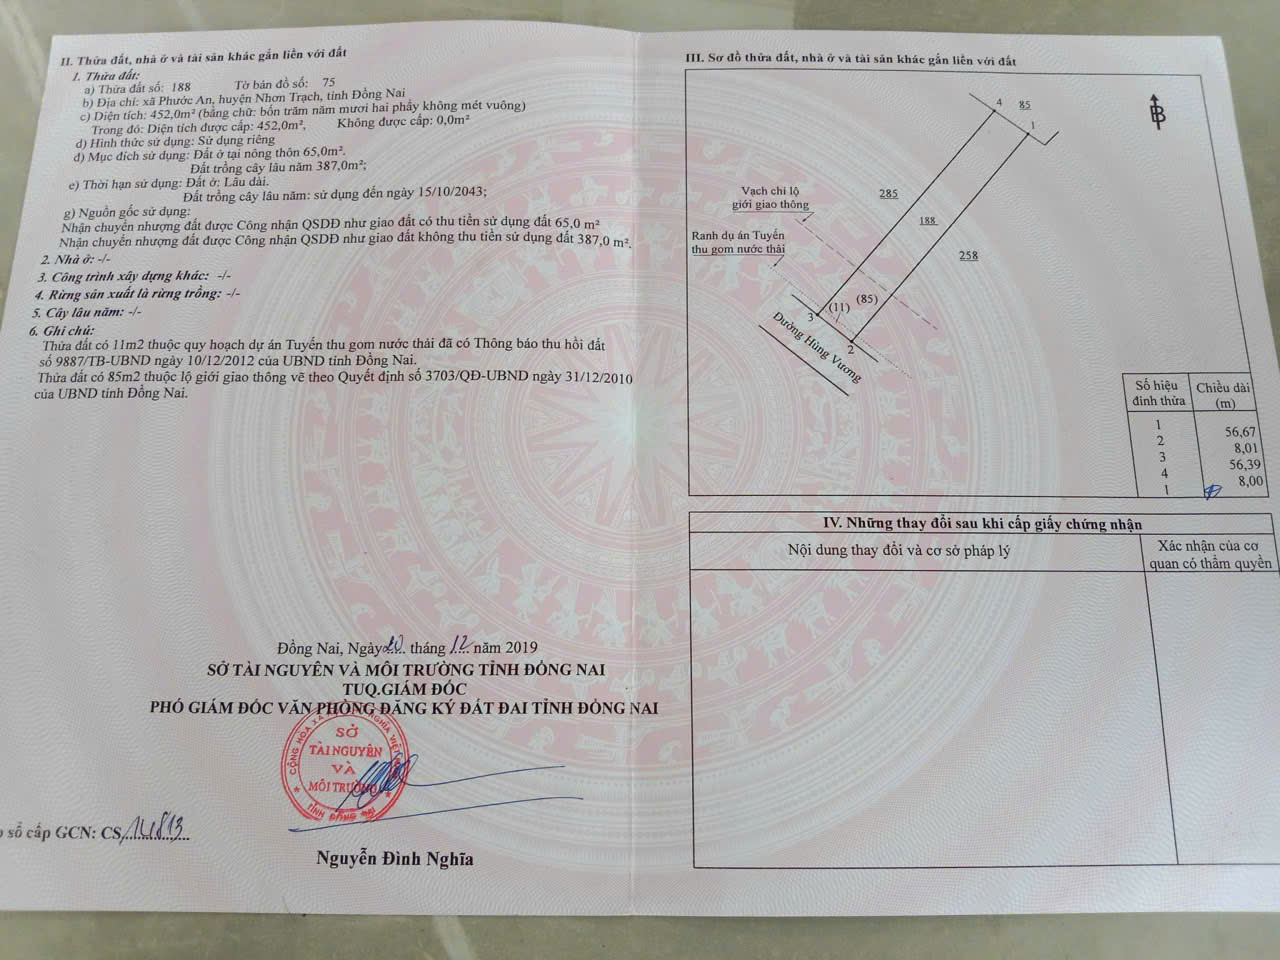 II. Thửa đất, nhà ở và tài sản khác gắn liền với đất
1. Thửa đất:
a) Thửa đất số: 188 Tờ bản đồ số: 75
b) Địa chỉ: xã Phước An, huyện Nhơn Trạch, tỉnh Đồng Nai
c) Diện tích: 452,0m² (bằng chữ: bốn trăm năm mươi hai phẩy không mét vuông)
Trong đó: Diện tích được cấp: 452,0m², Không được cấp: 0,0m²
d) Hình thức sử dụng: Sử dụng riêng
đ) Mục đích sử dụng: Đất ở tại nông thôn 65,0m².
Đất trồng cây lâu năm 387,0m²;
e) Thời hạn sử dụng: Đất ở: Lâu dài.
Đất trồng cây lâu năm: sử dụng đến ngày 15/10/2043;
g) Nguồn gốc sử dụng:
Nhận chuyển nhượng đất được Công nhận QSDĐ như giao đất có thu tiền sử dụng đất 65,0 m²
Nhận chuyển nhượng đất được Công nhận QSDĐ như giao đất không thu tiền sử dụng đất 387,0 m².
2. Nhà ở: -/-
3. Công trình xây dựng khác: -/-
4. Rừng sản xuất là rừng trồng: -/-
5. Cây lâu năm: -/-
6. Ghi chú:
Thửa đất có 11m2 thuộc quy hoạch dự án Tuyến thu gom nước thải đã có Thông báo thu hồi đất
số 9887/TB-UBND ngày 10/12/2012 của UBND tỉnh Đồng Nai.
Thửa đất có 85m2 thuộc lộ giới giao thông vẽ theo Quyết định số 3703/QĐ-UBND ngày 31/12/2010
của UBND tỉnh Đồng Nai.
Đồng Nai, Ngày 20 tháng 12 năm 2019
SỞ TÀI NGUYÊN VÀ MÔI TRƯỜNG TỈNH ĐỒNG NAI
TUQ.GIÁM ĐỐC
PHÓ GIÁM ĐỐC VĂN PHÒNG ĐĂNG KÝ ĐẤT ĐAI TỈNH ĐỒNG NAI
SỞ
TÀI NGUYÊN
VÀ
MÔI TRƯỜNG
TỈNH ĐỒNG NAI
số cấp GCN: CS 14813
Nguyễn Đình Nghĩa
III. Sơ đồ thửa đất, nhà ở và tài sản khác gắn liền với đất
4 85
1
B
285
Vạch chỉ lộ
giới giao thông
188
Ranh dự án Tuyến
thu gom nước thải
258
(85)
(11)
3
2
Đường Hùng Vương
Số hiệu đỉnh thửa
Chiều dài (m)
1
56,67
2
8,01
3
56,39
4
8,00
1
IV. Những thay đổi sau khi cấp giấy chứng nhận
Nội dung thay đổi và cơ sở pháp lý
Xác nhận của cơ
quan có thẩm quyền